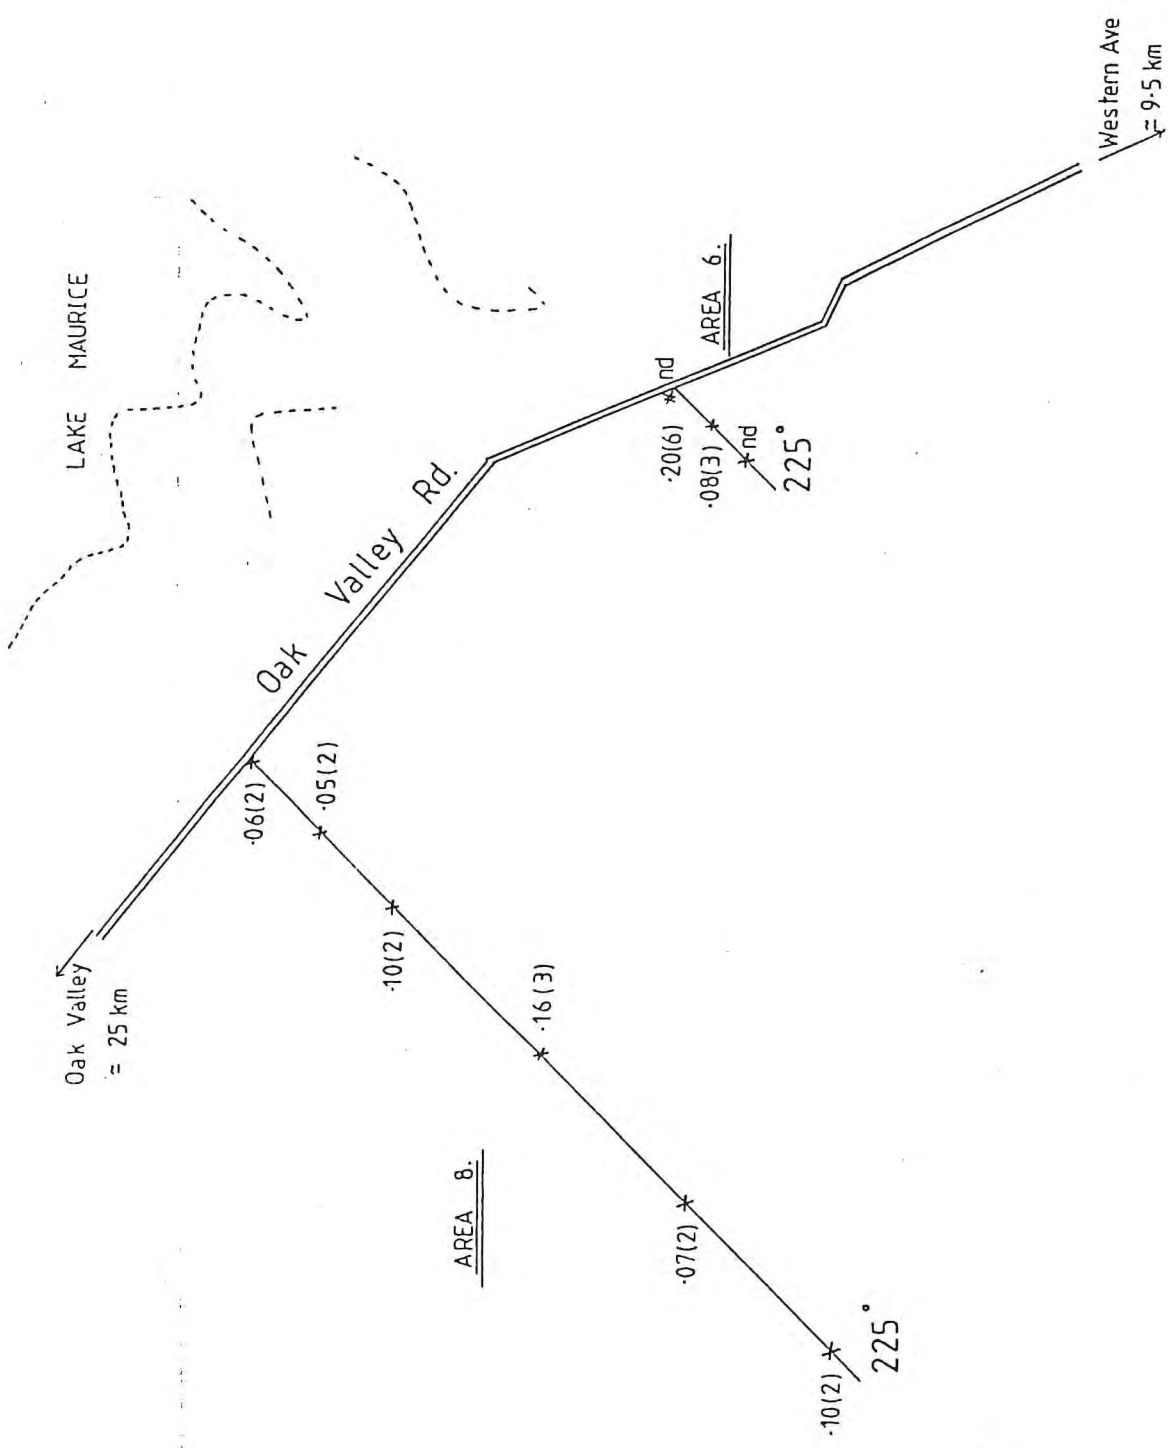 LAKE MAURICE
Oak Valley Rd.
Oak Valley
≈ 25 km
·06(2)
·05(2)
·10(2)
·16(3)
·07(2)
·10(2)
225°
AREA 8.
AREA 6.
nd
·20(6)
·08(3)
nd
225°
Western Ave
≈ 9·5 km